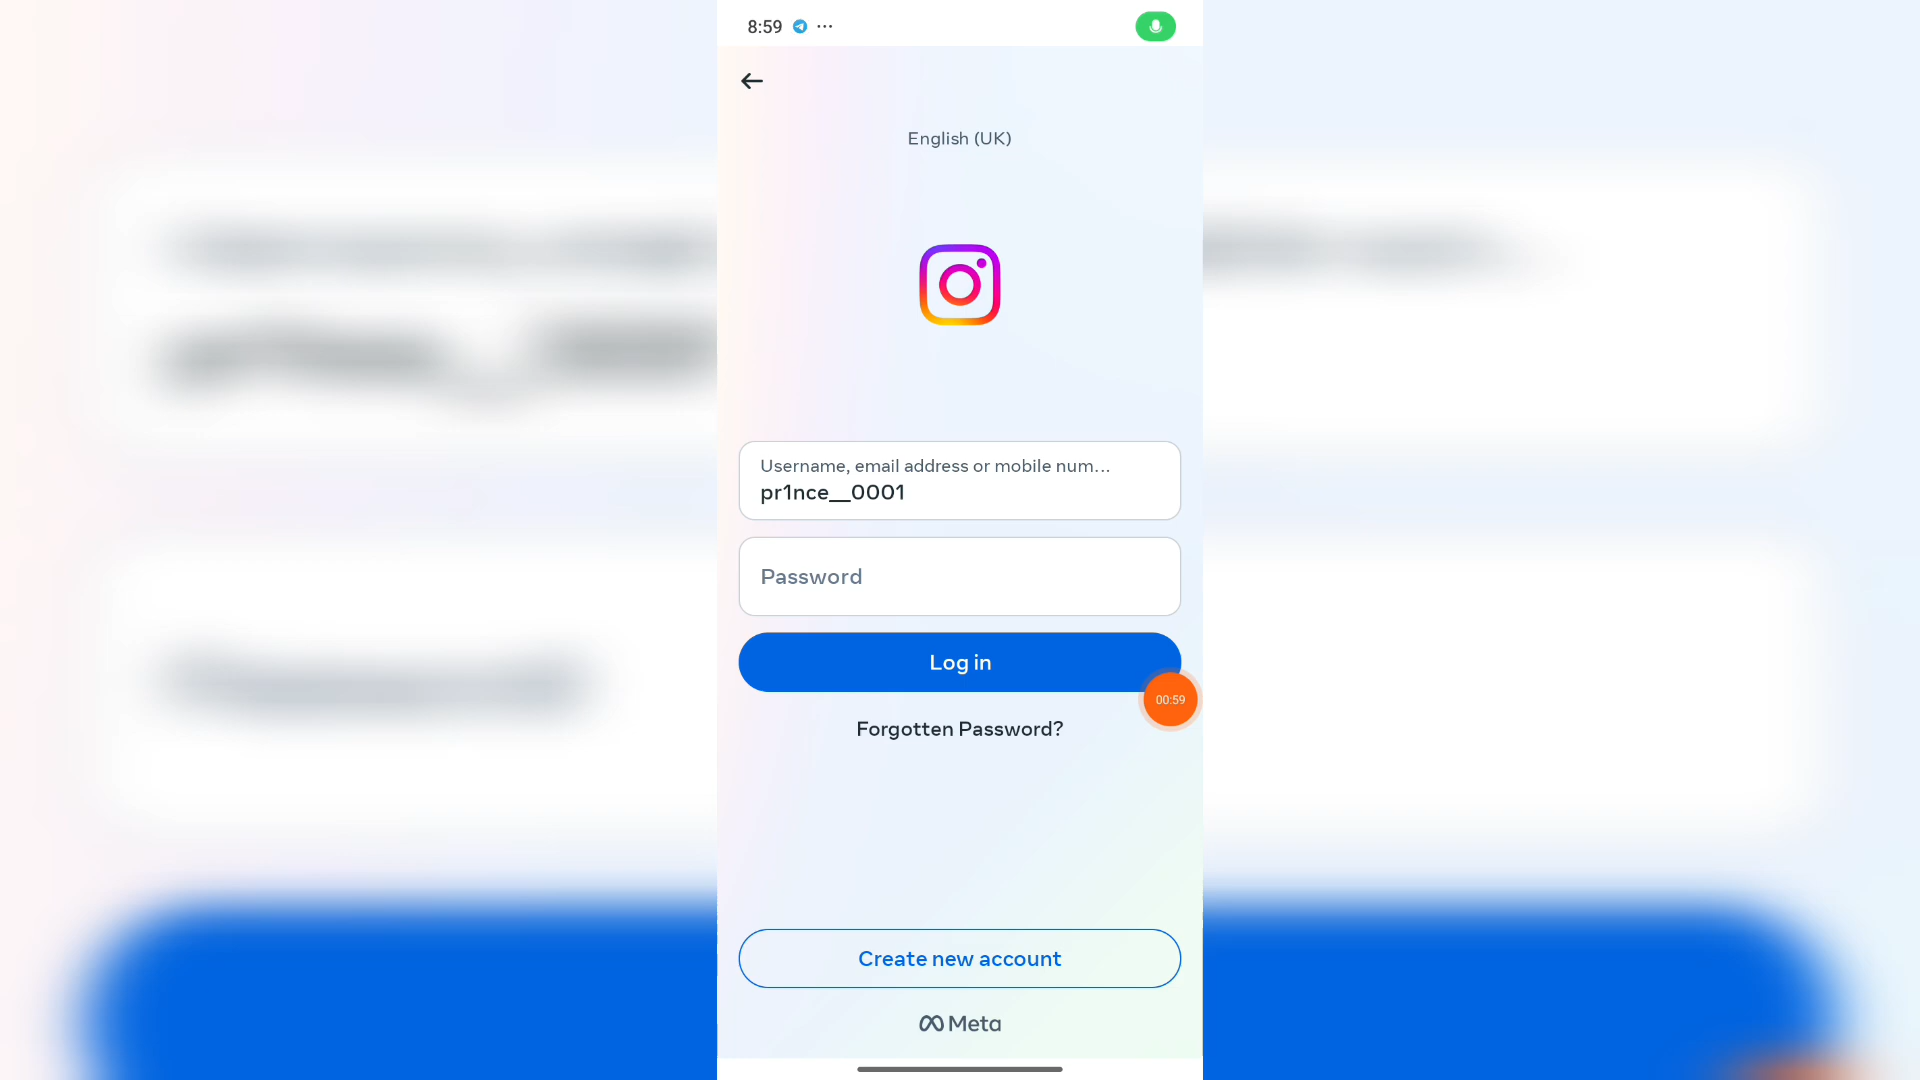 8:59
English (UK)
Username, email address or mobile num...
pr1nce__0001
Password
Log in
00:59
Forgotten Password?
Create new account
Meta